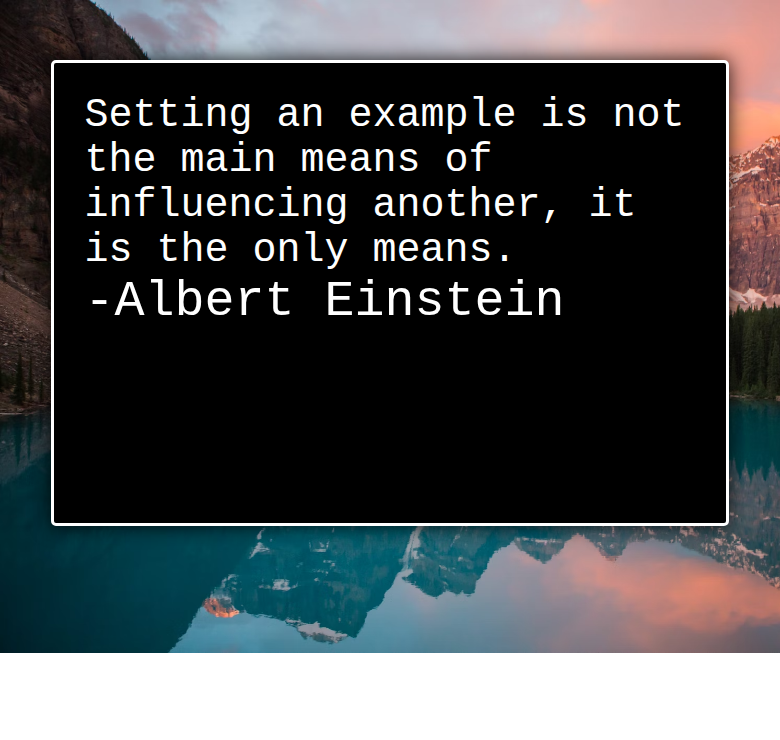 Setting an example is not
the main means of
influencing another, it
is the only means.
-Albert Einstein